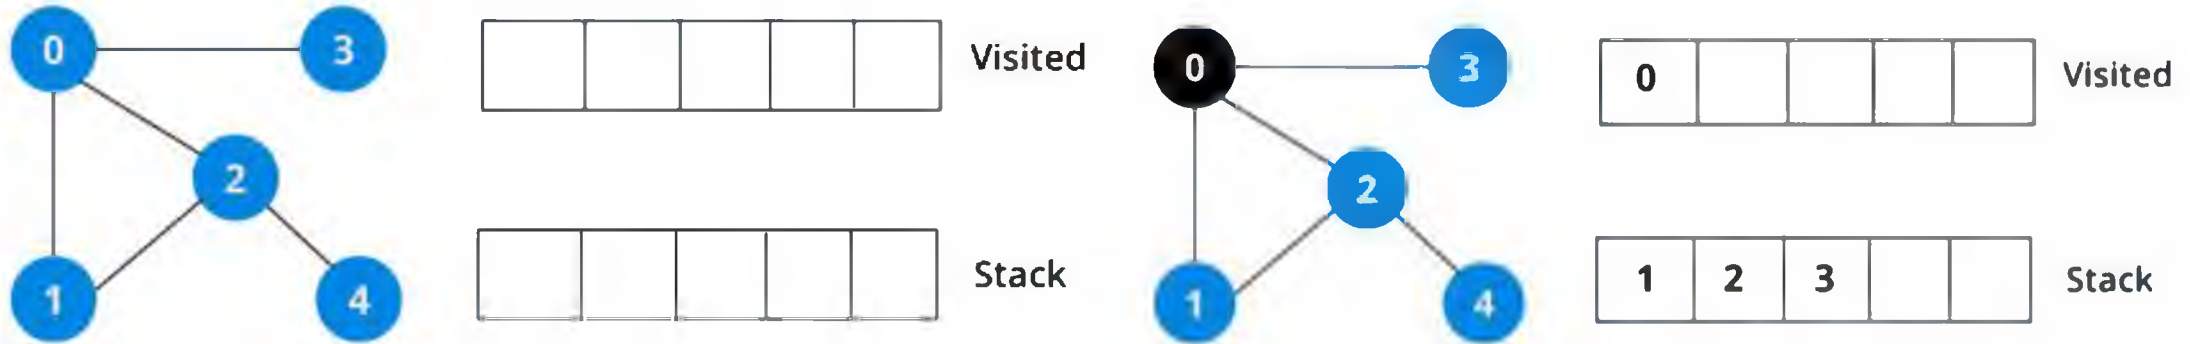 0 3 Visited
2
1 4 Stack
0 3 0 Visited
2
1 4 1 2 3 Stack